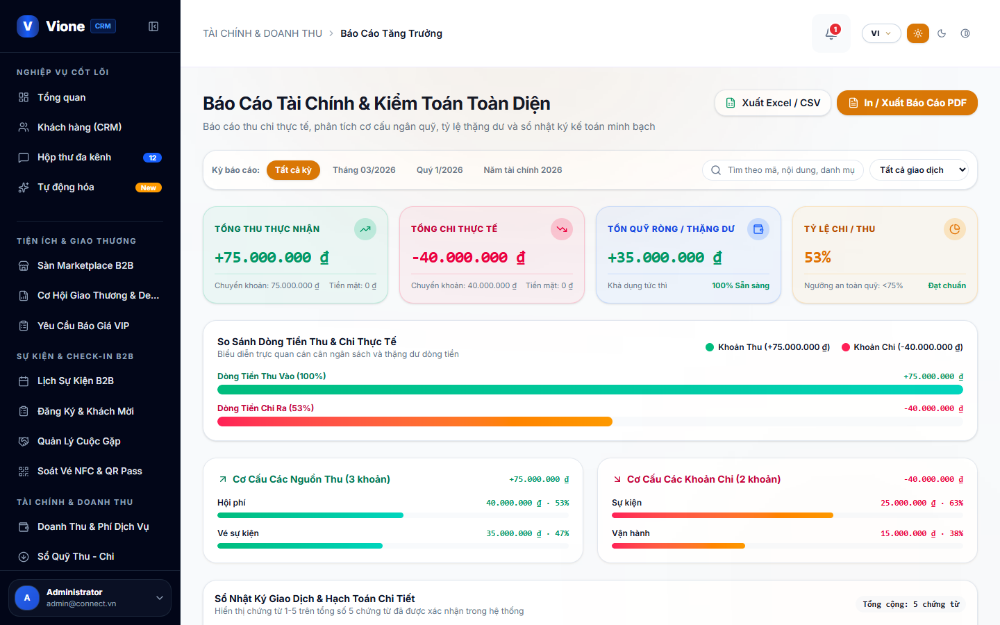 V Vione CRM
NGHIỆP VỤ CỐT LÕI
Tổng quan
Khách hàng (CRM)
Hộp thư đa kênh 12
Tự động hóa New
TIỆN ÍCH & GIAO THƯƠNG
Sàn Marketplace B2B
Cơ Hội Giao Thương & De...
Yêu Cầu Báo Giá VIP
SỰ KIỆN & CHECK-IN B2B
Lịch Sự Kiện B2B
Đăng Ký & Khách Mời
Quản Lý Cuộc Gặp
Soát Vé NFC & QR Pass
TÀI CHÍNH & DOANH THU
Doanh Thu & Phí Dịch Vụ
Sổ Quỹ Thu - Chi
A Administrator
admin@connect.vn
TÀI CHÍNH & DOANH THU > Báo Cáo Tăng Trưởng
1 VI
Báo Cáo Tài Chính & Kiểm Toán Toàn Diện
Báo cáo thu chi thực tế, phân tích cơ cấu ngân quỹ, tỷ lệ thặng dư và sổ nhật ký kế toán minh bạch
Xuất Excel / CSV
In / Xuất Báo Cáo PDF
Kỳ báo cáo: Tất cả kỳ Tháng 03/2026 Quý 1/2026 Năm tài chính 2026
Tìm theo mã, nội dung, danh mụ
Tất cả giao dịch
TỔNG THU THỰC NHẬN
+75.000.000 ₫
Chuyển khoản: 75.000.000 ₫ Tiền mặt: 0 ₫
TỔNG CHI THỰC TẾ
-40.000.000 ₫
Chuyển khoản: 40.000.000 ₫ Tiền mặt: 0 ₫
TỒN QUỸ RÒNG / THẶNG DƯ
+35.000.000 ₫
Khả dụng tức thì 100% Sẵn sàng
TỶ LỆ CHI / THU
53%
Ngưỡng an toàn quỹ: <75% Đạt chuẩn
So Sánh Dòng Tiền Thu & Chi Thực Tế
Biểu diễn trực quan cán cân ngân sách và thặng dư dòng tiền
Khoản Thu (+75.000.000 ₫) Khoản Chi (-40.000.000 ₫)
Dòng Tiền Thu Vào (100%) +75.000.000 ₫
Dòng Tiền Chi Ra (53%) -40.000.000 ₫
Cơ Cấu Các Nguồn Thu (3 khoản) +75.000.000 ₫
Hội phí 40.000.000 ₫ · 53%
Vé sự kiện 35.000.000 ₫ · 47%
Cơ Cấu Các Khoản Chi (2 khoản) -40.000.000 ₫
Sự kiện 25.000.000 ₫ · 63%
Vận hành 15.000.000 ₫ · 38%
Sổ Nhật Ký Giao Dịch & Hạch Toán Chi Tiết
Hiển thị chứng từ 1-5 trên tổng số 5 chứng từ đã được xác nhận trong hệ thống
Tổng cộng: 5 chứng từ